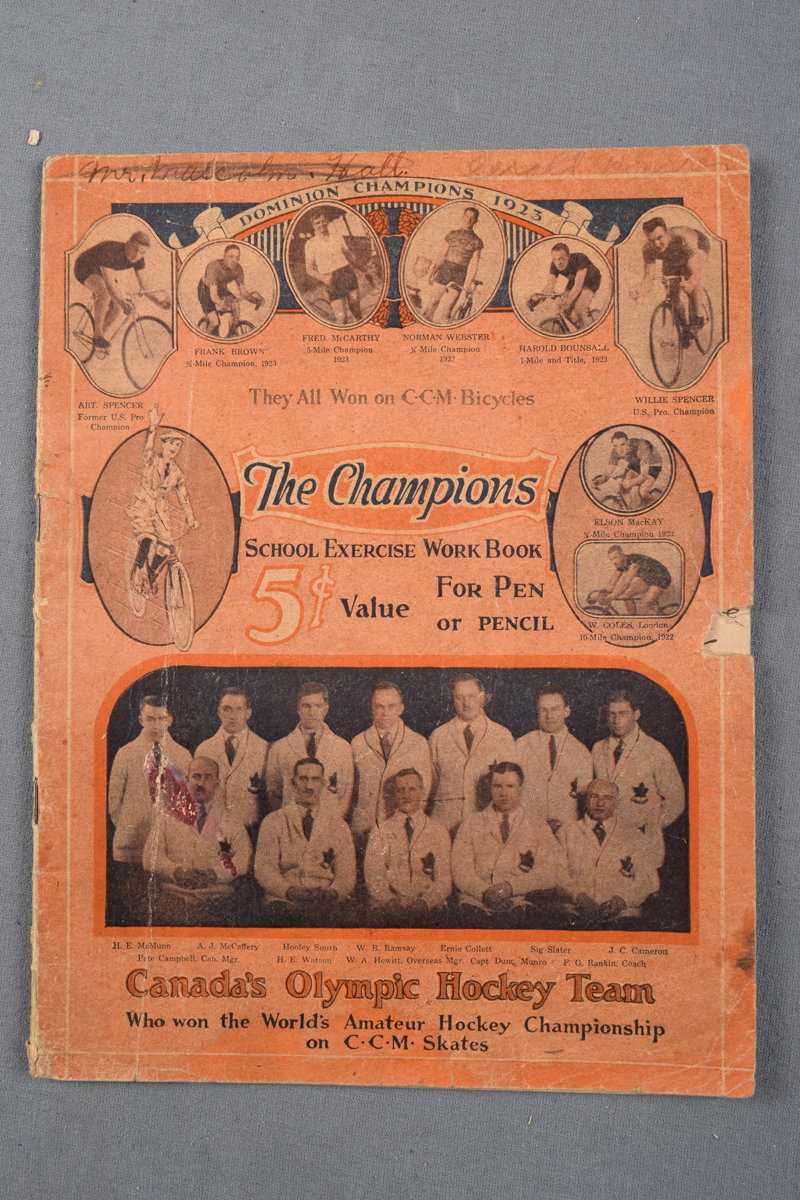 Mr. Malcolm. Hall.
DOMINION CHAMPIONS 1923
FRANK BROWN
½-Mile Champion, 1923
FRED. McCARTHY
5-Mile Champion
1923
NORMAN WEBSTER
Mile Champion
1923
HAROLD BOUNSALL
1-Mile and Title, 1923
ART. SPENCER
Former U.S. Pro
Champion
WILLIE SPENCER
U.S, Pro. Champion
They All Won on C·C·M· Bicycles
The Champions
SCHOOL EXERCISE WORK BOOK
5¢ Value
FOR PEN
OR PENCIL
ELSON MacKAY
Mile Champion 1923
W. COLES, London
10-Mile Champion, 1922
H. E. McMunn A. J. McCaffery Hooley Smith W. B. Ramsay Ernie Collett Sig Slater J. C. Cameron
Pete Campbell, Can. Mgr. H. E. Watson W. A. Hewitt, Overseas Mgr. Capt. Dunc. Munro F. G. Rankin, Coach
Canada's Olympic Hockey Team
Who won the World's Amateur Hockey Championship
on C·C·M· Skates